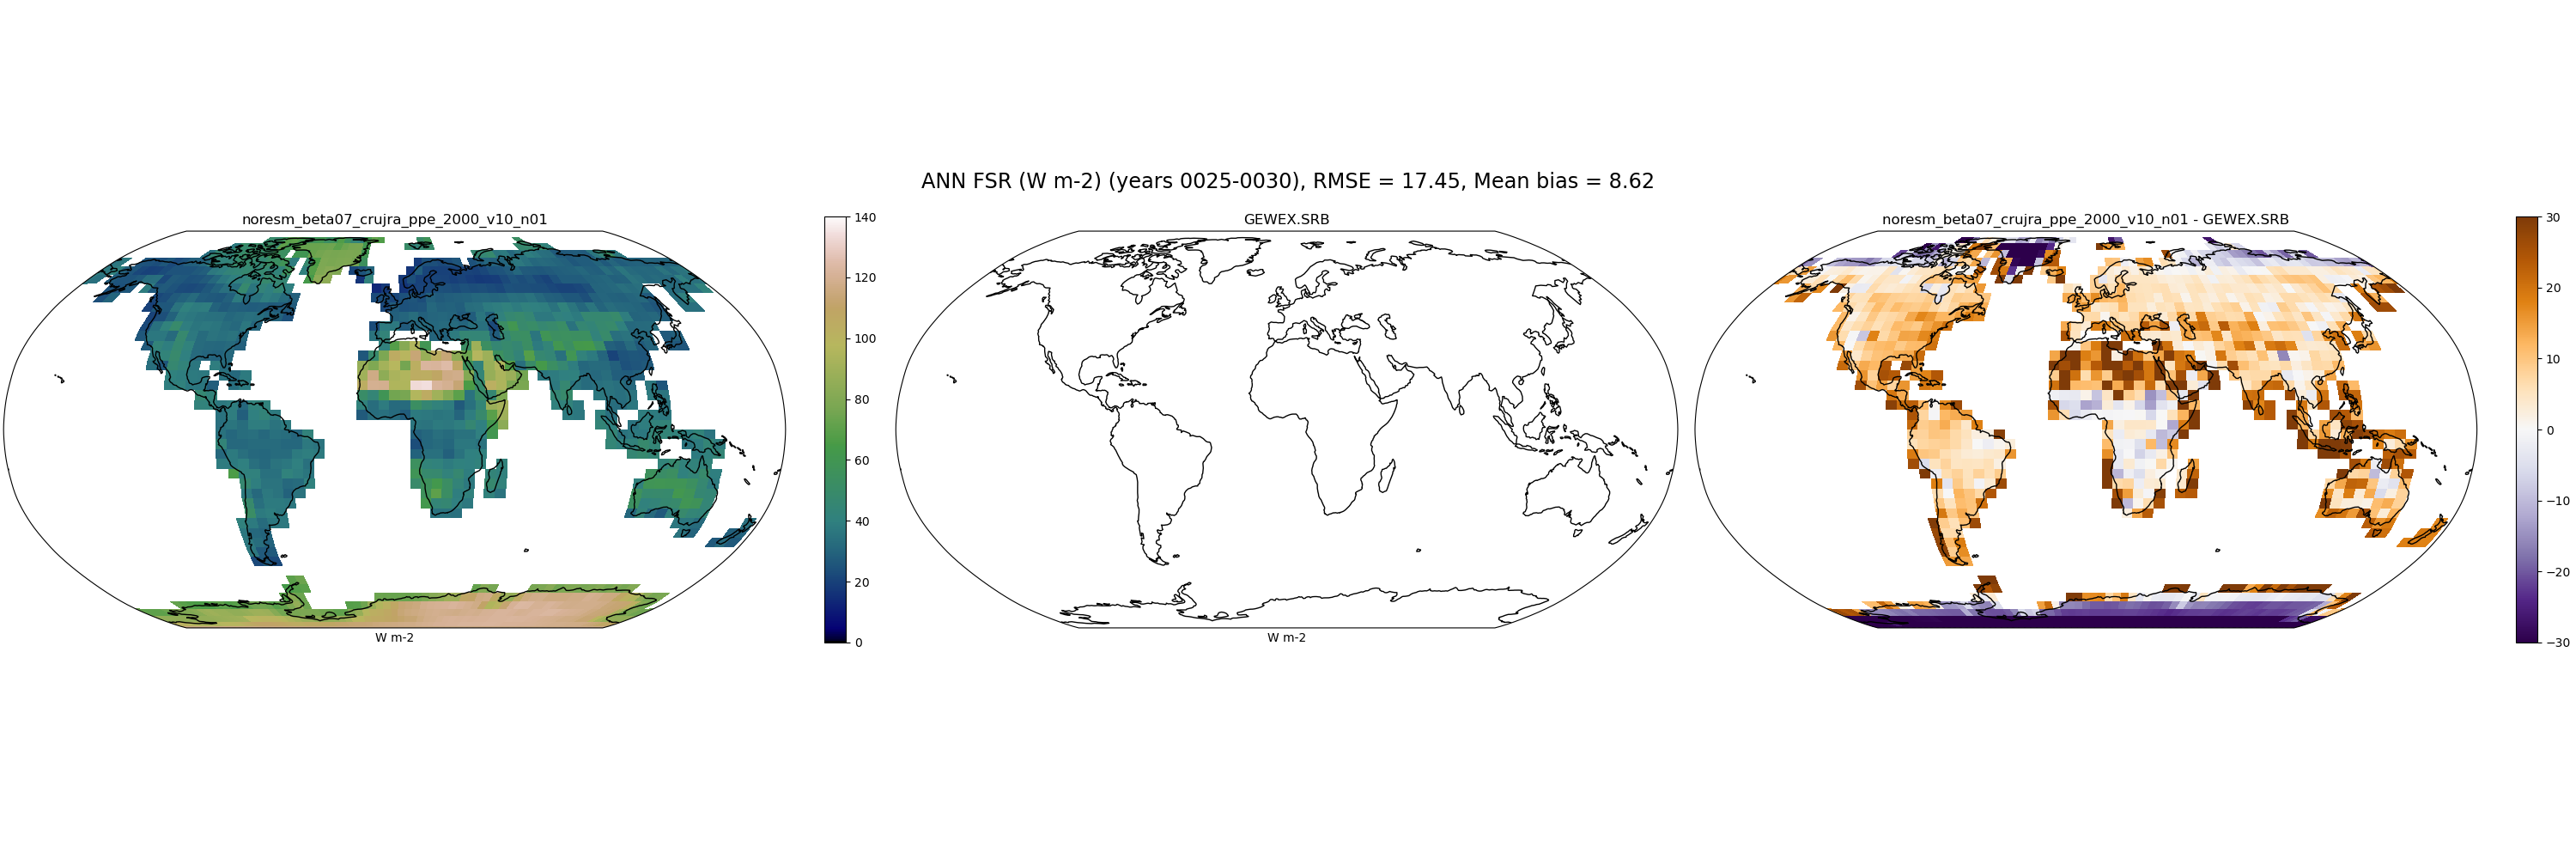 ANN FSR (W m-2) (years 0025-0030), RMSE = 17.45, Mean bias = 8.62
noresm_beta07_crujra_ppe_2000_v10_n01
W m-2
140
120
100
80
60
40
20
0
GEWEX.SRB
W m-2
noresm_beta07_crujra_ppe_2000_v10_n01 - GEWEX.SRB
30
20
10
0
−10
−20
−30